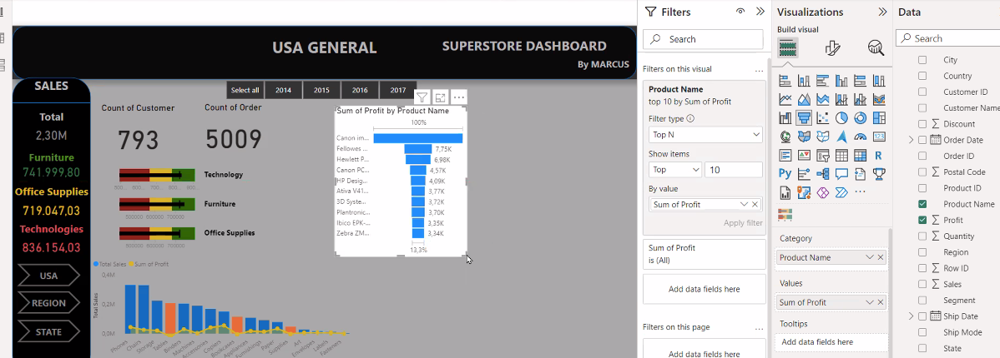 USA GENERAL
SUPERSTORE DASHBOARD
By MARCUS
SALES
Total
2,30M
Furniture
741.999,80
Office Supplies
719.047,03
Technologies
836.154,03
USA
REGION
STATE
Select all
2014
2015
2016
2017
Count of Customer
793
Count of Order
5009
Technology
Furniture
500000 600000 700000
Office Supplies
500000 600000 700000
Sum of Profit by Product Name
100%
Canon im...
Fellowes ...
7,75K
Hewlett P...
6,98K
Canon PC...
4,57K
HP Desig...
4,09K
Ativa V41...
3,77K
3D Syste...
3,72K
Plantronic...
3,70K
Ibico EPK-...
3,35K
Zebra ZM...
3,34K
13,3%
Total Sales
Sum of Profit
Total Sales
0,4M
0,2M
0,0M
Phones
Chairs
Storage
Tables
Binders
Machines
Accessories
Copiers
Bookcases
Appliances
Furnishings
Paper
Supplies
Art
Envelopes
Labels
Fasteners
Filters
Search
Filters on this visual
...
Product Name
top 10 by Sum of Profit
Filter type
Top N
Show items
Top
10
By value
Sum of Profit
Apply filter
Sum of Profit
is (All)
Add data fields here
Filters on this page
...
Add data fields here
Visualizations
Build visual
123
R
Py
...
Category
Product Name
Values
Sum of Profit
Tooltips
Add data fields here
Data
Search
City
Country
Customer ID
Customer Name
Discount
Order Date
Order ID
Postal Code
Product ID
Product Name
Profit
Quantity
Region
Row ID
Sales
Segment
Ship Date
Ship Mode
State